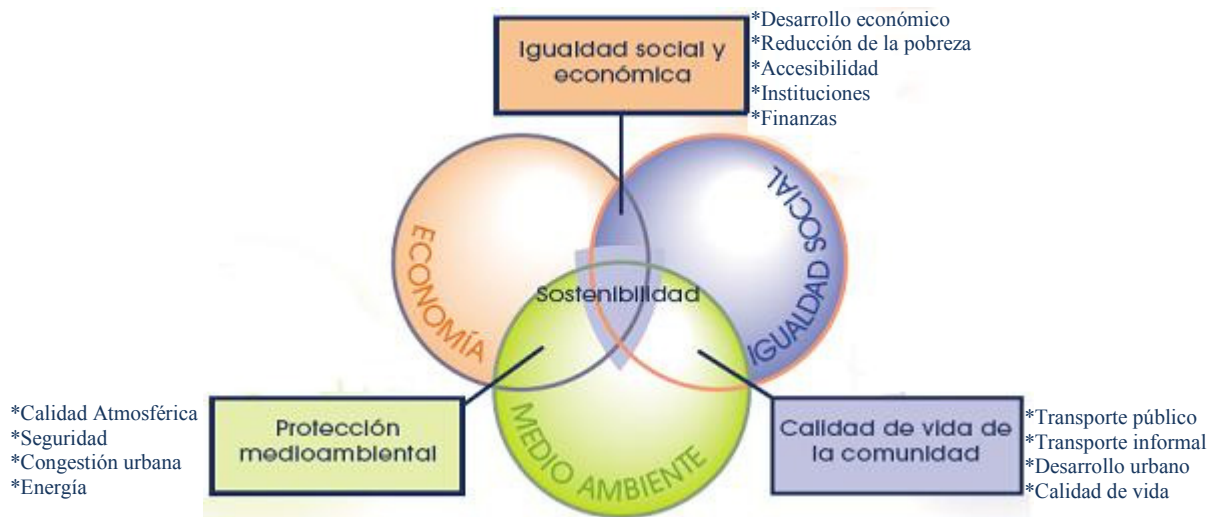 Igualdad social y
económica
*Desarrollo económico
*Reducción de la pobreza
*Accesibilidad
*Instituciones
*Finanzas
ECONOMÍA
IGUALDAD SOCIAL
Sostenibilidad
MEDIO AMBIENTE
*Calidad Atmosférica
*Seguridad
*Congestión urbana
*Energía
Protección
medioambiental
Calidad de vida de
la comunidad
*Transporte público
*Transporte informal
*Desarrollo urbano
*Calidad de vida